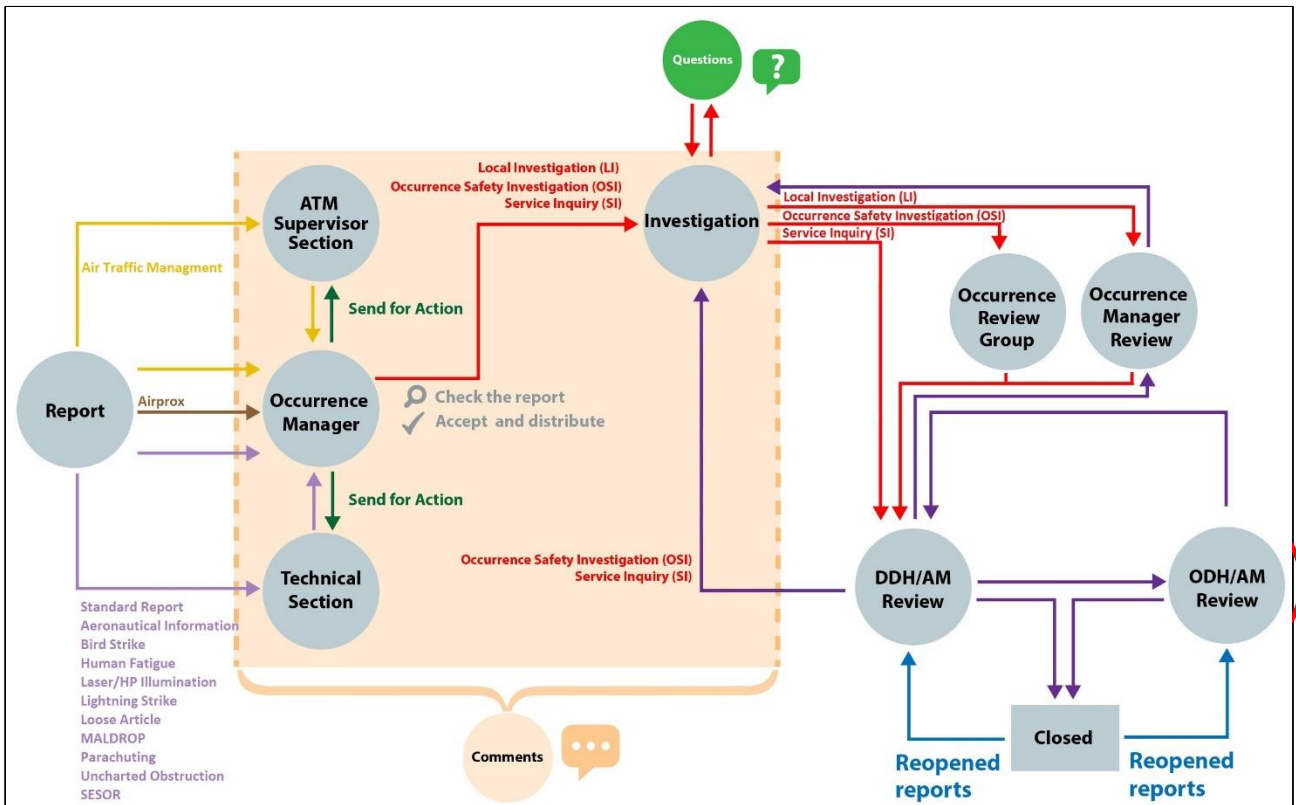 Questions
?
Local Investigation (LI)
Occurrence Safety Investigation (OSI)
Service Inquiry (SI)
ATM
Supervisor
Section
Investigation
Local Investigation (LI)
Occurrence Safety Investigation (OSI)
Service Inquiry (SI)
Air Traffic Managment
Send for Action
Occurrence
Review
Group
Occurrence
Manager
Review
Report
Airprox
Occurrence
Manager
Check the report
Accept and distribute
Send for Action
Technical
Section
Occurrence Safety Investigation (OSI)
Service Inquiry (SI)
DDH/AM
Review
ODH/AM
Review
Standard Report
Aeronautical Information
Bird Strike
Human Fatigue
Laser/HP Illumination
Lightning Strike
Loose Article
MALDROP
Parachuting
Uncharted Obstruction
SESOR
Comments
Closed
Reopened
reports
Reopened
reports